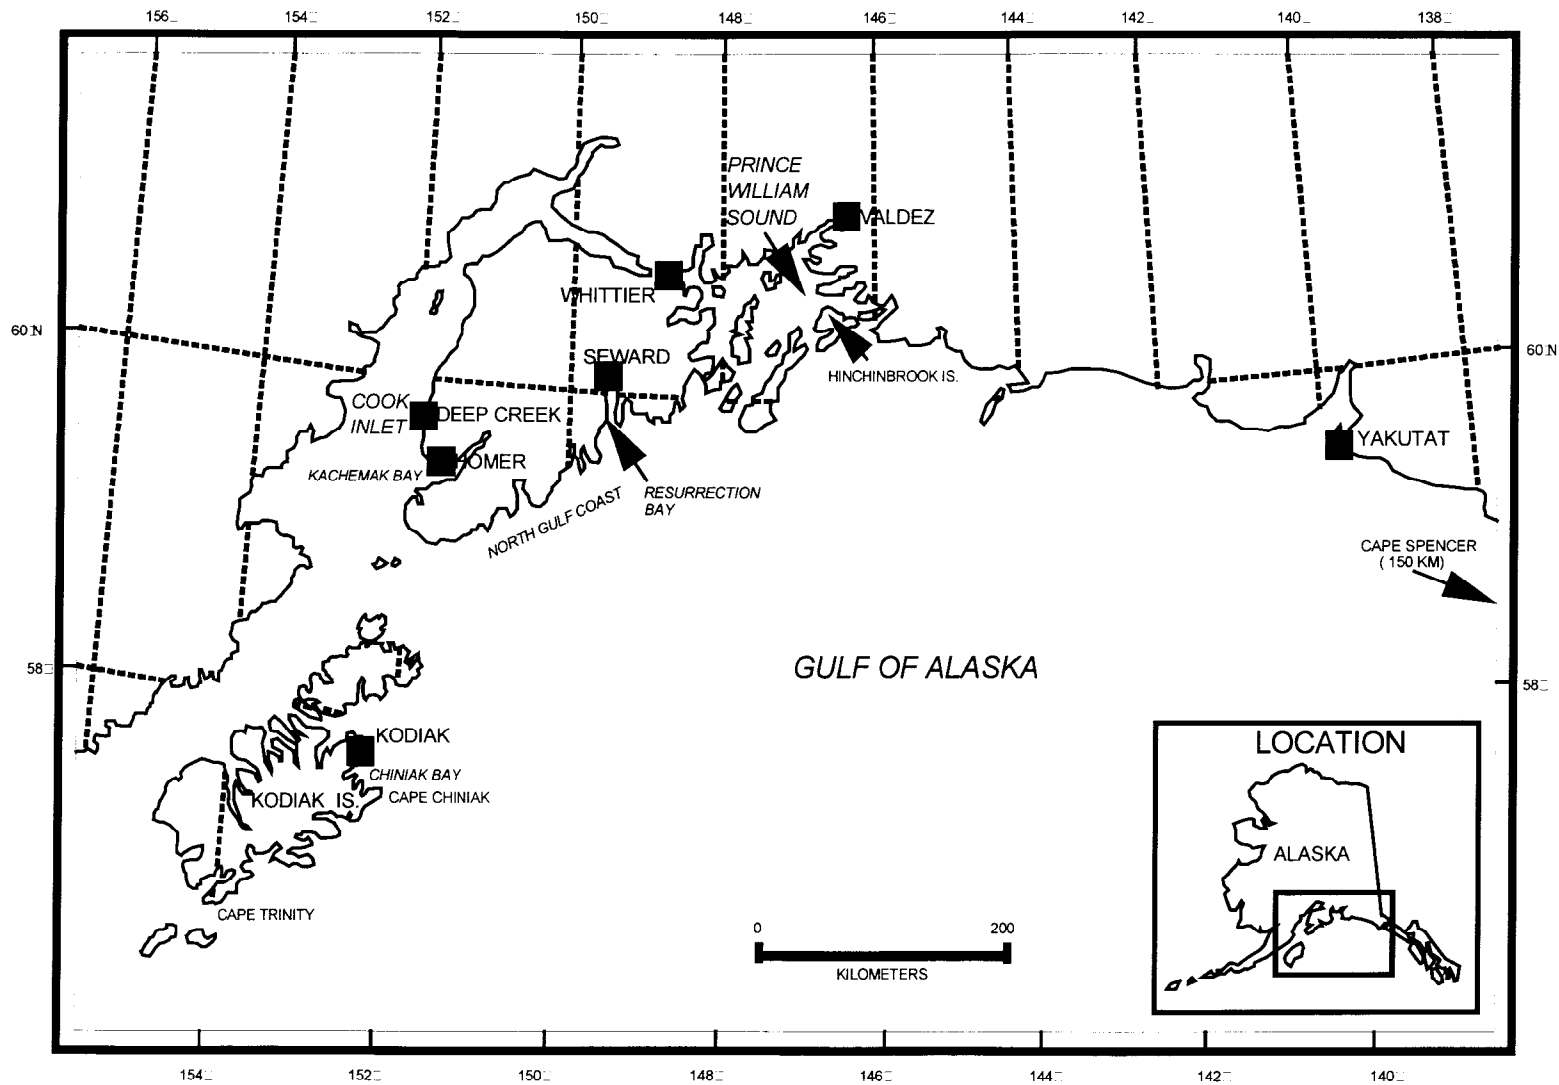 156 154 152 150 148 146 144 142 140 138
PRINCE
WILLIAM
SOUND
VALDEZ
WHITTIER
60 N
60 N
SEWARD
HINCHINBROOK IS.
COOK
INLET
DEEP CREEK
YAKUTAT
HOMER
KACHEMAK BAY
RESURRECTION
BAY
NORTH GULF COAST
CAPE SPENCER
( 150 KM)
GULF OF ALASKA
58
58
KODIAK
CHINIAK BAY
CAPE CHINIAK
KODIAK IS.
CAPE TRINITY
LOCATION
ALASKA
0 200
KILOMETERS
154 152 150 148 146 144 142 140